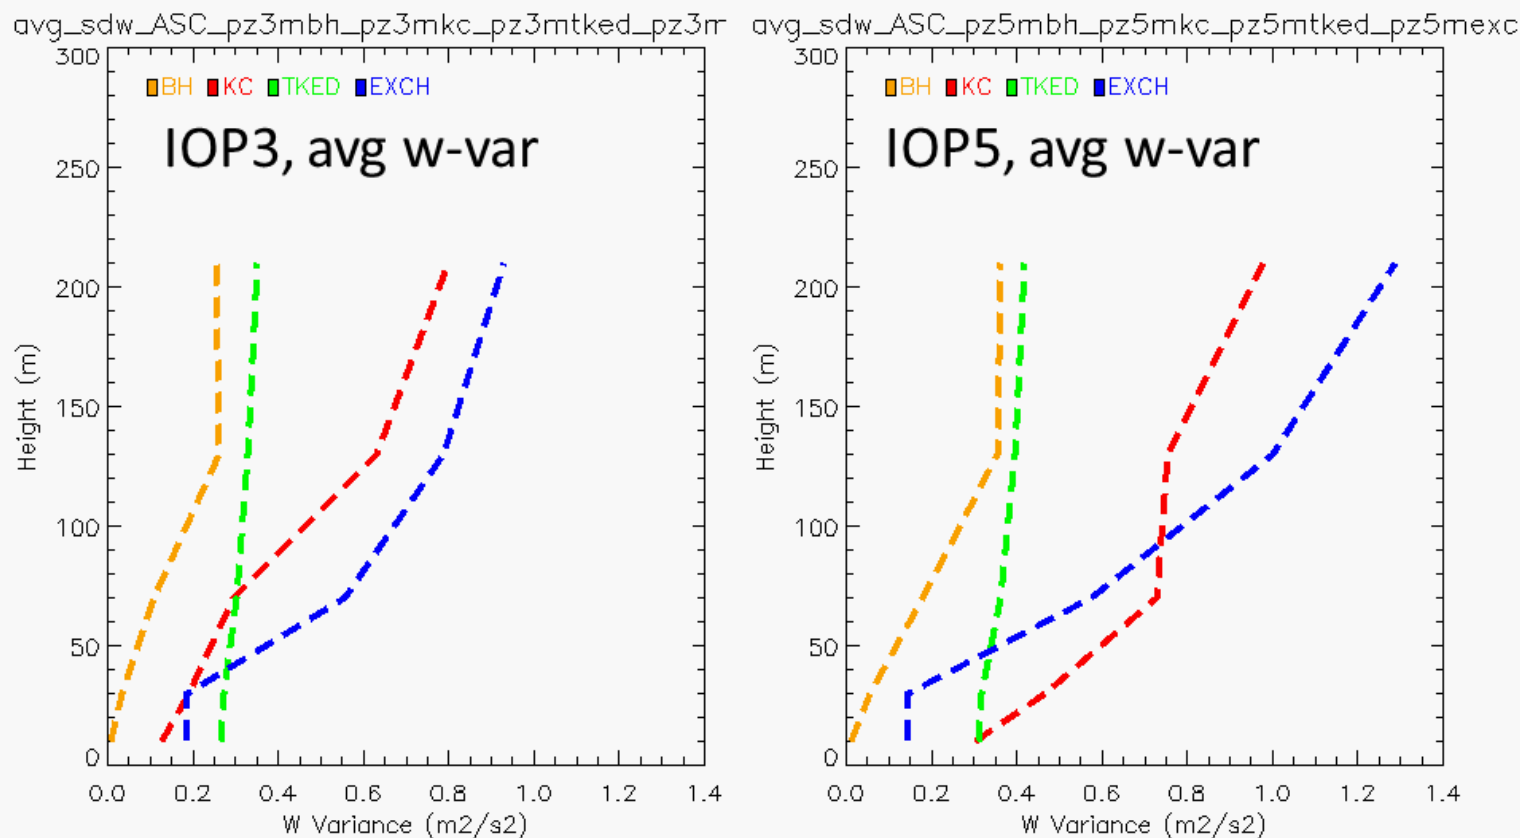 avg_sdw_ASC_pz3mbh_pz3mkc_pz3mtked_pz3m
BH KC TKED EXCH
IOP3, avg w-var
300
250
200
150
100
50
0
Height (m)
0.0 0.2 0.4 0.6 0.8 1.0 1.2 1.4
W Variance (m2/s2)
avg_sdw_ASC_pz5mbh_pz5mkc_pz5mtked_pz5mexc
BH KC TKED EXCH
IOP5, avg w-var
300
250
200
150
100
50
0
Height (m)
0.0 0.2 0.4 0.6 0.8 1.0 1.2 1.4
W Variance (m2/s2)